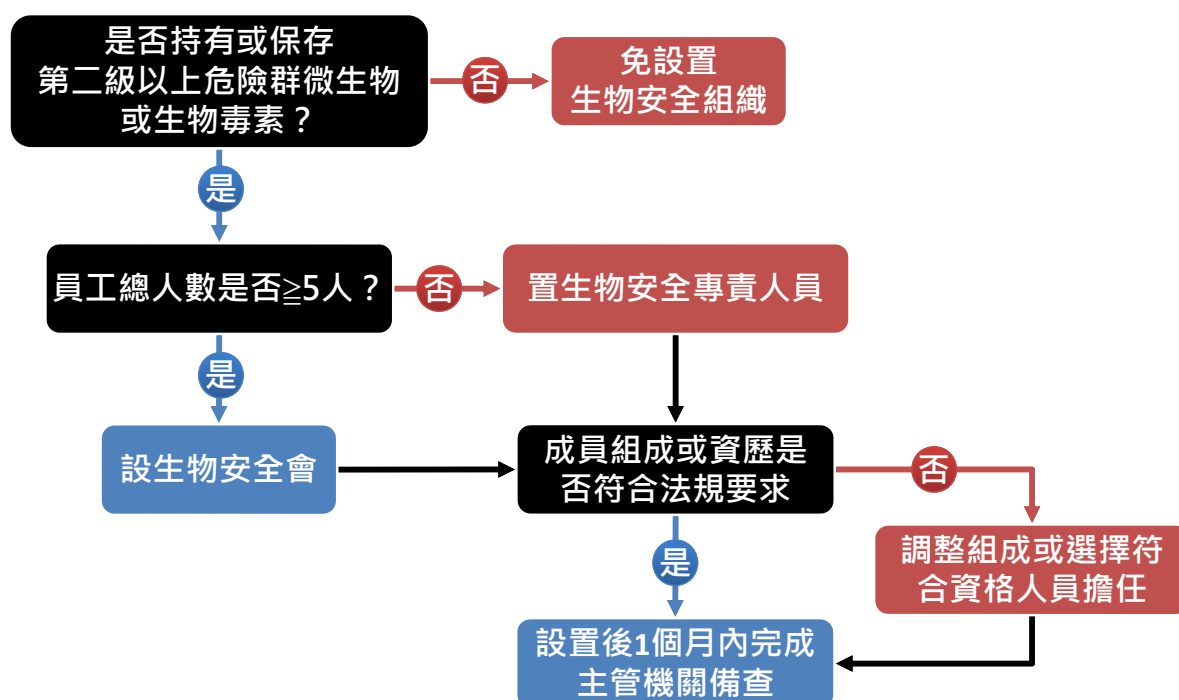 是否持有或保存
第二級以上危險群微生物
或生物毒素？
否
免設置
生物安全組織
是
員工總人數是否≧5人？
否
置生物安全專責人員
是
設生物安全會
成員組成或資歷是
否符合法規要求
否
是
調整組成或選擇符
合資格人員擔任
設置後1個月內完成
主管機關備查